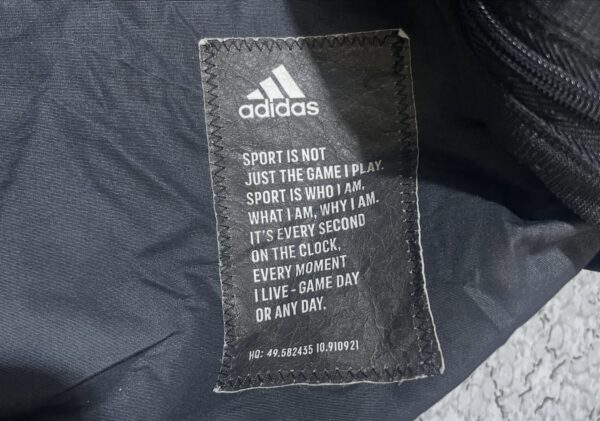 adidas
SPORT IS NOT
JUST THE GAME I PLAY.
SPORT IS WHO I AM,
WHAT I AM, WHY I AM.
IT'S EVERY SECOND
ON THE CLOCK,
EVERY MOMENT
I LIVE - GAME DAY
OR ANY DAY.
HQ: 49.582435 10.910921